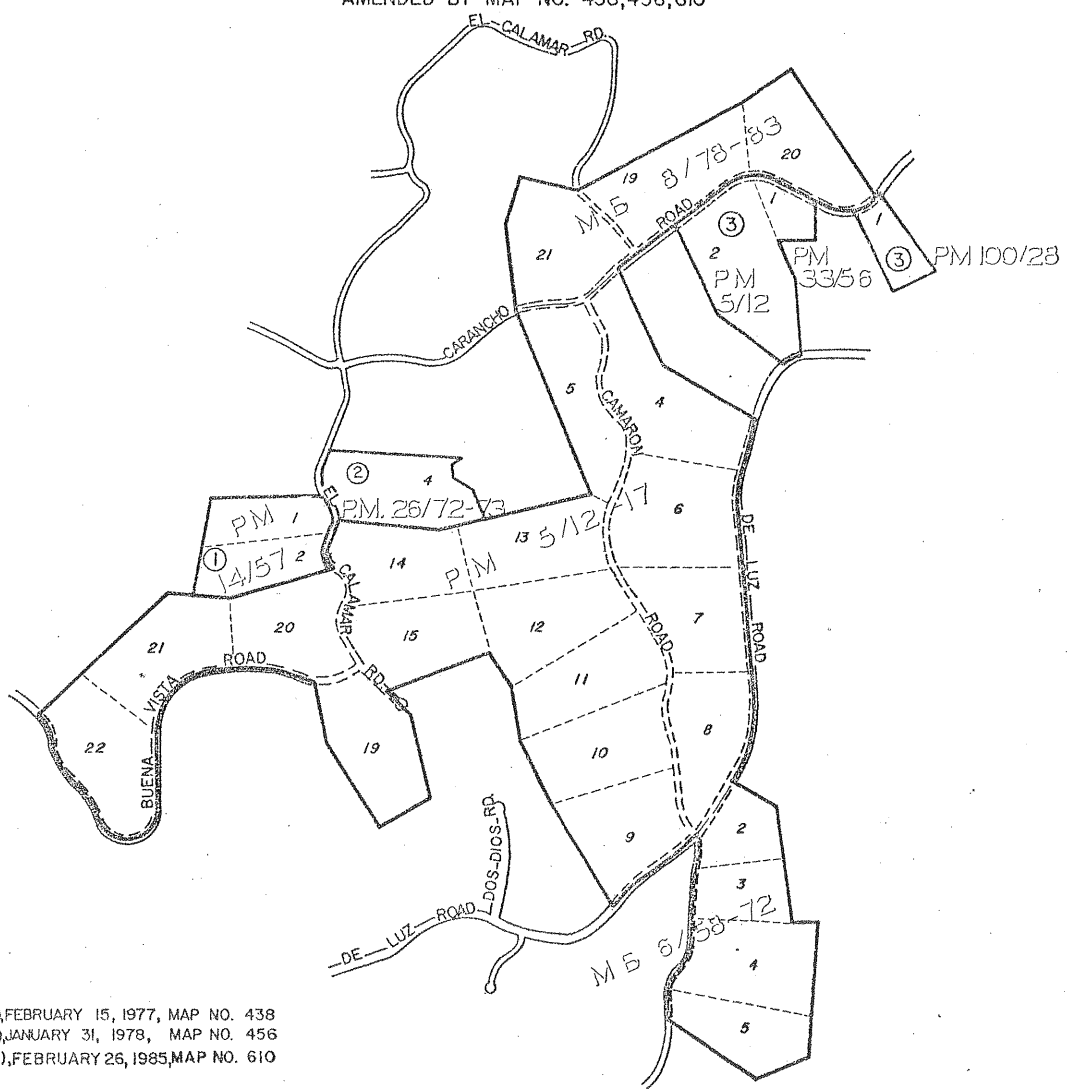 AMENDED BY MAP NO. 438,456,610
EL CALAMAR RD.
20
19
8/78-83
1
ROAD
3
1
21
2
PM
33/56
3
PM 100/28
PM
5/12
CARANCHO
5
4
CAMARON
2
4
EL
P.M. 26/72-73
6
PM 1
13
5/12-17
DE LUZ ROAD
1
14/57
2
CALAMAR RD.
14
PM
15
12
ROAD
7
21
20
BUENA VISTA ROAD
11
22
19
10
8
DOS DIOS RD.
9
2
3
DE LUZ ROAD
4
5
FEBRUARY 15, 1977, MAP NO. 438
JANUARY 31, 1978, MAP NO. 456
),FEBRUARY 26, 1985, MAP NO. 610